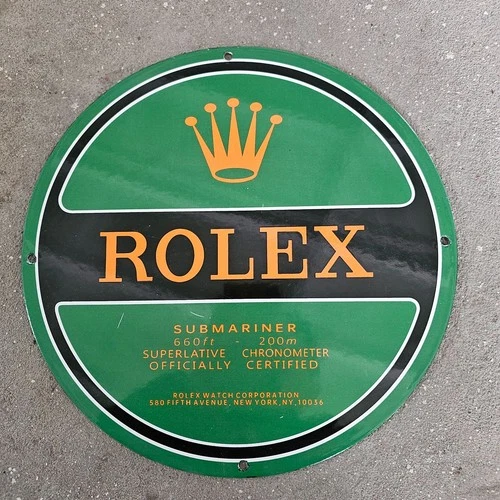 ROLEX
SUBMARINER
660ft - 200m
SUPERLATIVE CHRONOMETER
OFFICIALLY CERTIFIED
ROLEX WATCH CORPORATION
580 FIFTH AVENUE, NEW YORK, NY, 10036